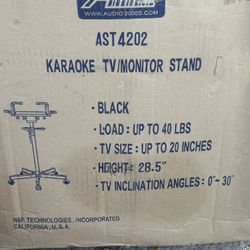 WWW.AUDIO2000S.COM
AST4202
KARAOKE TV/MONITOR STAND
· BLACK
· LOAD: UP TO 40 LBS
· TV SIZE: UP TO 20 INCHES
· HEIGHT: 28.5"
· TV INCLINATION ANGLES: 0°~30°
H&F TECHNOLOGIES, INCORPORATED
CALIFORNIA, U.S.A.